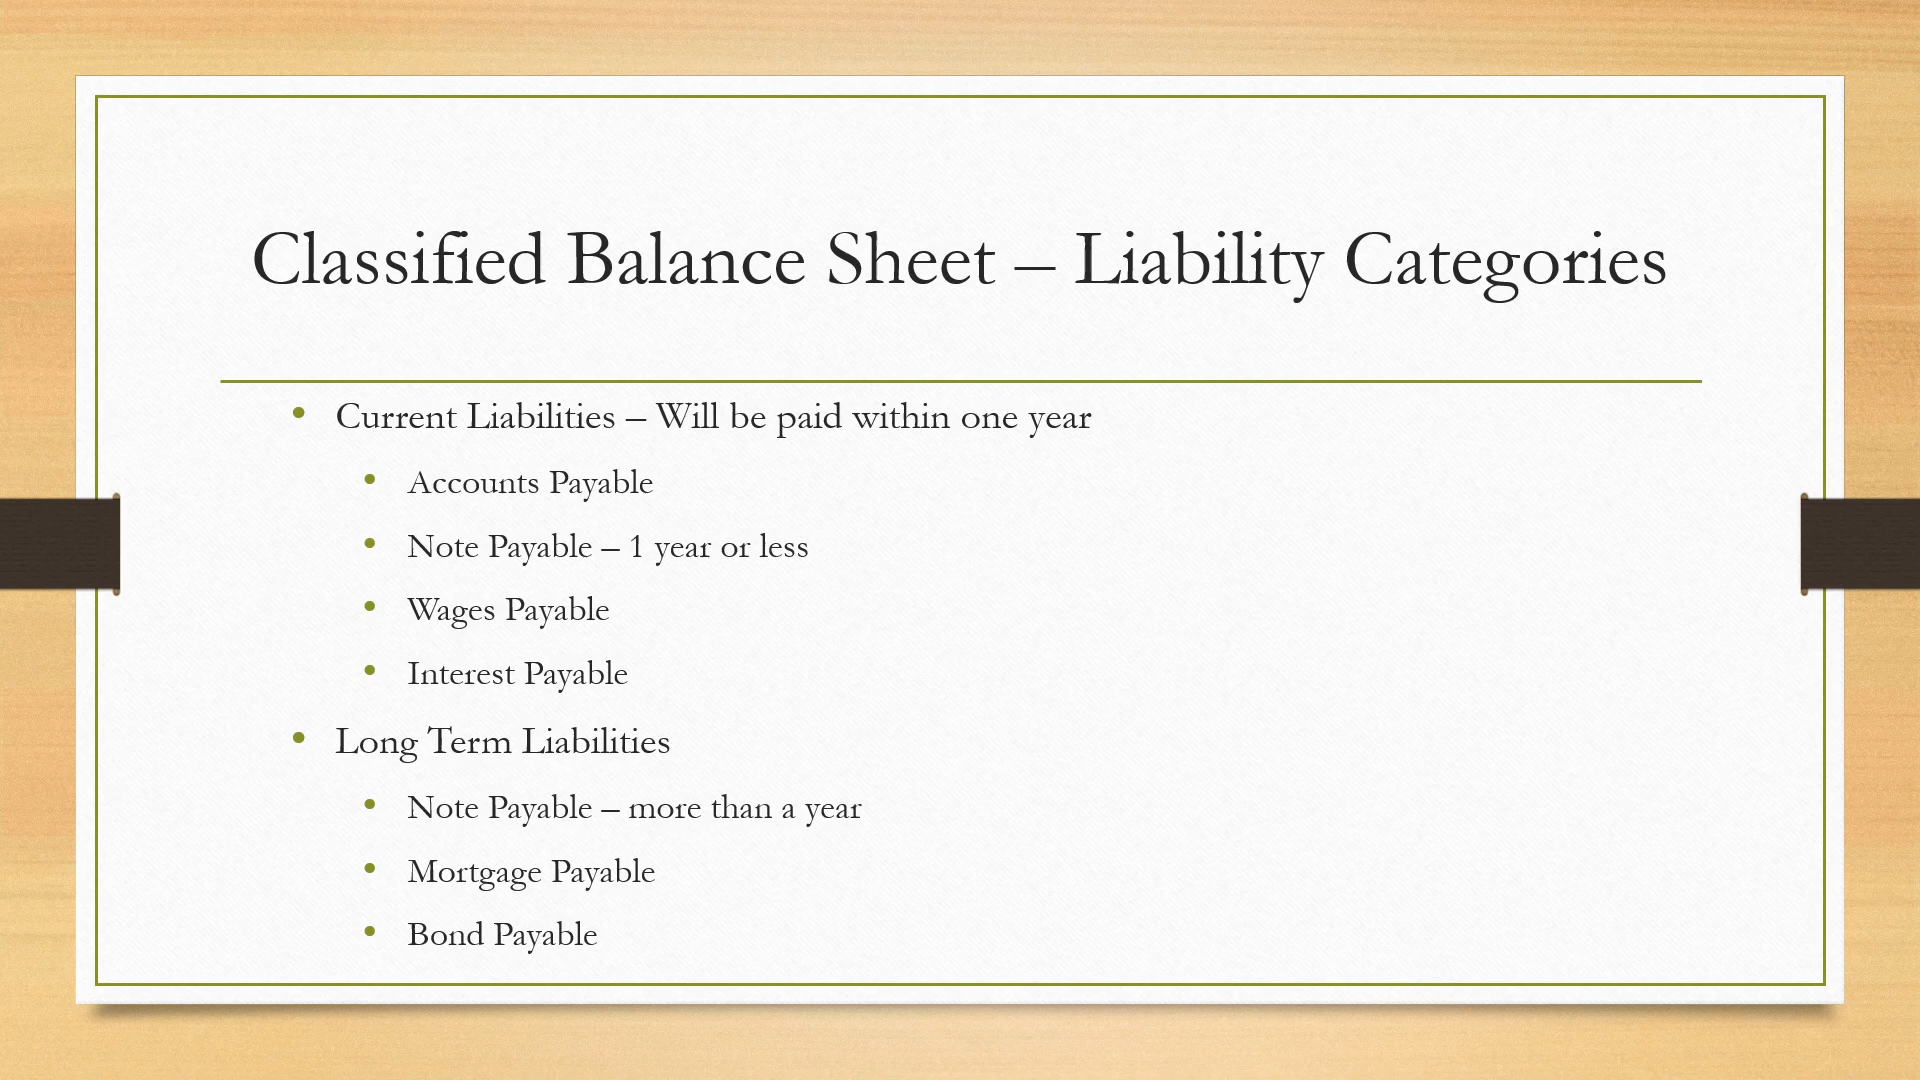 Classified Balance Sheet – Liability Categories
• Current Liabilities – Will be paid within one year
• Accounts Payable
• Note Payable – 1 year or less
• Wages Payable
• Interest Payable
• Long Term Liabilities
• Note Payable – more than a year
• Mortgage Payable
• Bond Payable